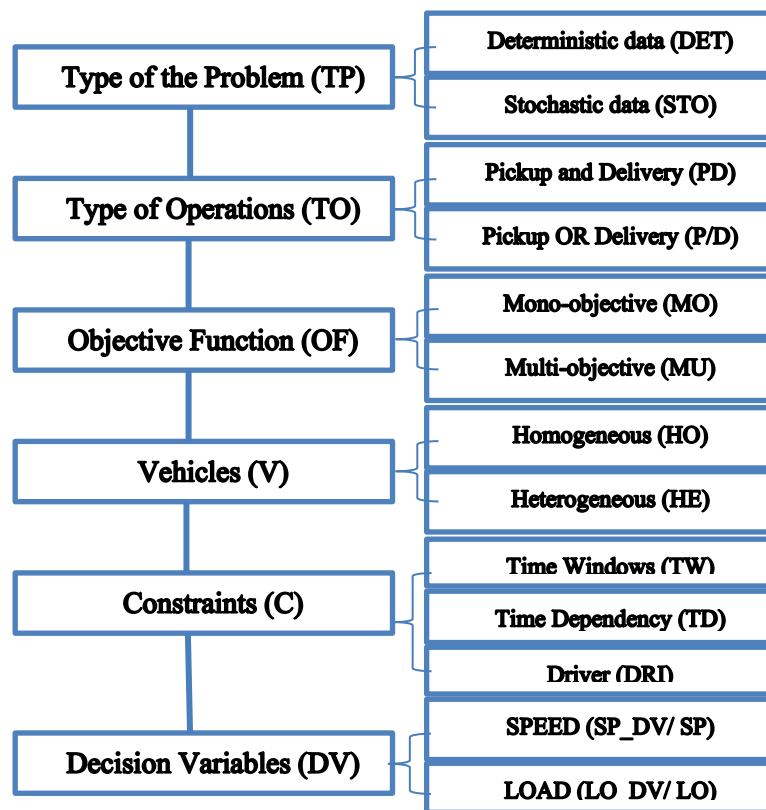 Type of the Problem (TP)
Deterministic data (DET)
Stochastic data (STO)
Type of Operations (TO)
Pickup and Delivery (PD)
Pickup OR Delivery (P/D)
Objective Function (OF)
Mono-objective (MO)
Multi-objective (MU)
Vehicles (V)
Homogeneous (HO)
Heterogeneous (HE)
Constraints (C)
Time Windows (TW)
Time Dependency (TD)
Driver (DRI)
Decision Variables (DV)
SPEED (SP_DV/ SP)
LOAD (LO_DV/ LO)